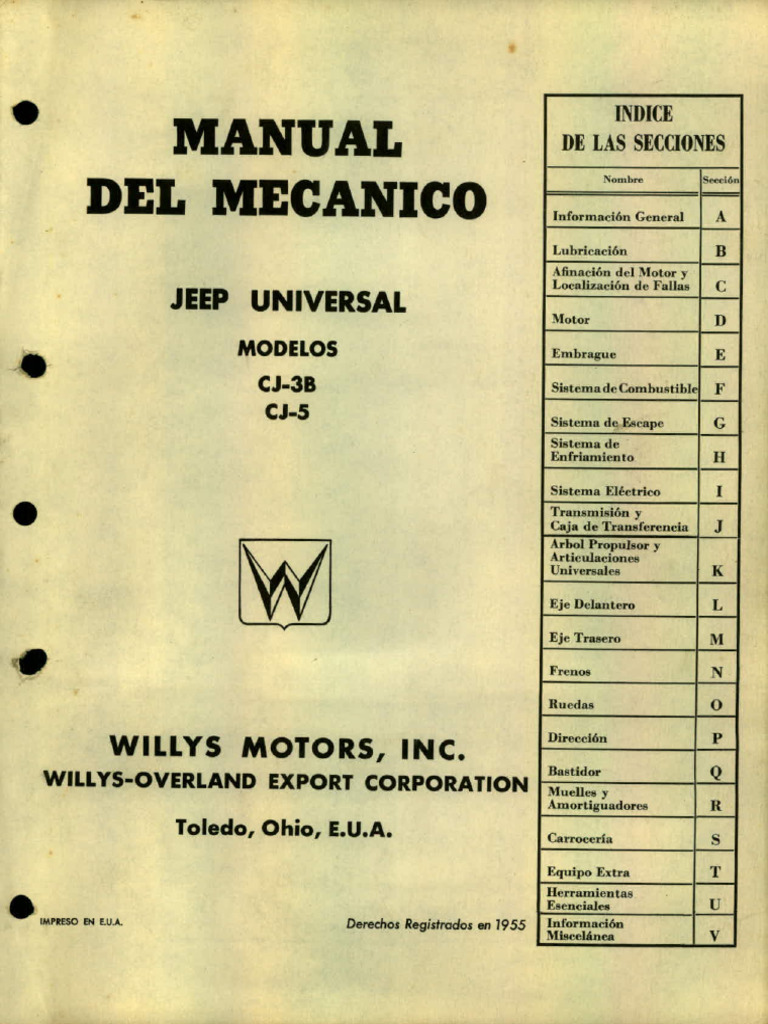 MANUAL
DEL MECANICO
JEEP UNIVERSAL
MODELOS
CJ-3B
CJ-5
W
WILLYS MOTORS, INC.
WILLYS-OVERLAND EXPORT CORPORATION
Toledo, Ohio, E.U.A.
IMPRESO EN E.U.A.
Derechos Registrados en 1955
INDICE
DE LAS SECCIONES
Nombre Sección
Información General A
Lubricación B
Afinación del Motor y
Localización de Fallas C
Motor D
Embrague E
Sistema de Combustible F
Sistema de Escape G
Sistema de
Enfriamiento H
Sistema Eléctrico I
Transmisión y
Caja de Transferencia J
Arbol Propulsor y
Articulaciones
Universales K
Eje Delantero L
Eje Trasero M
Frenos N
Ruedas O
Dirección P
Bastidor Q
Muelles y
Amortiguadores R
Carrocería S
Equipo Extra T
Herramientas
Esenciales U
Información
Miscelánea V